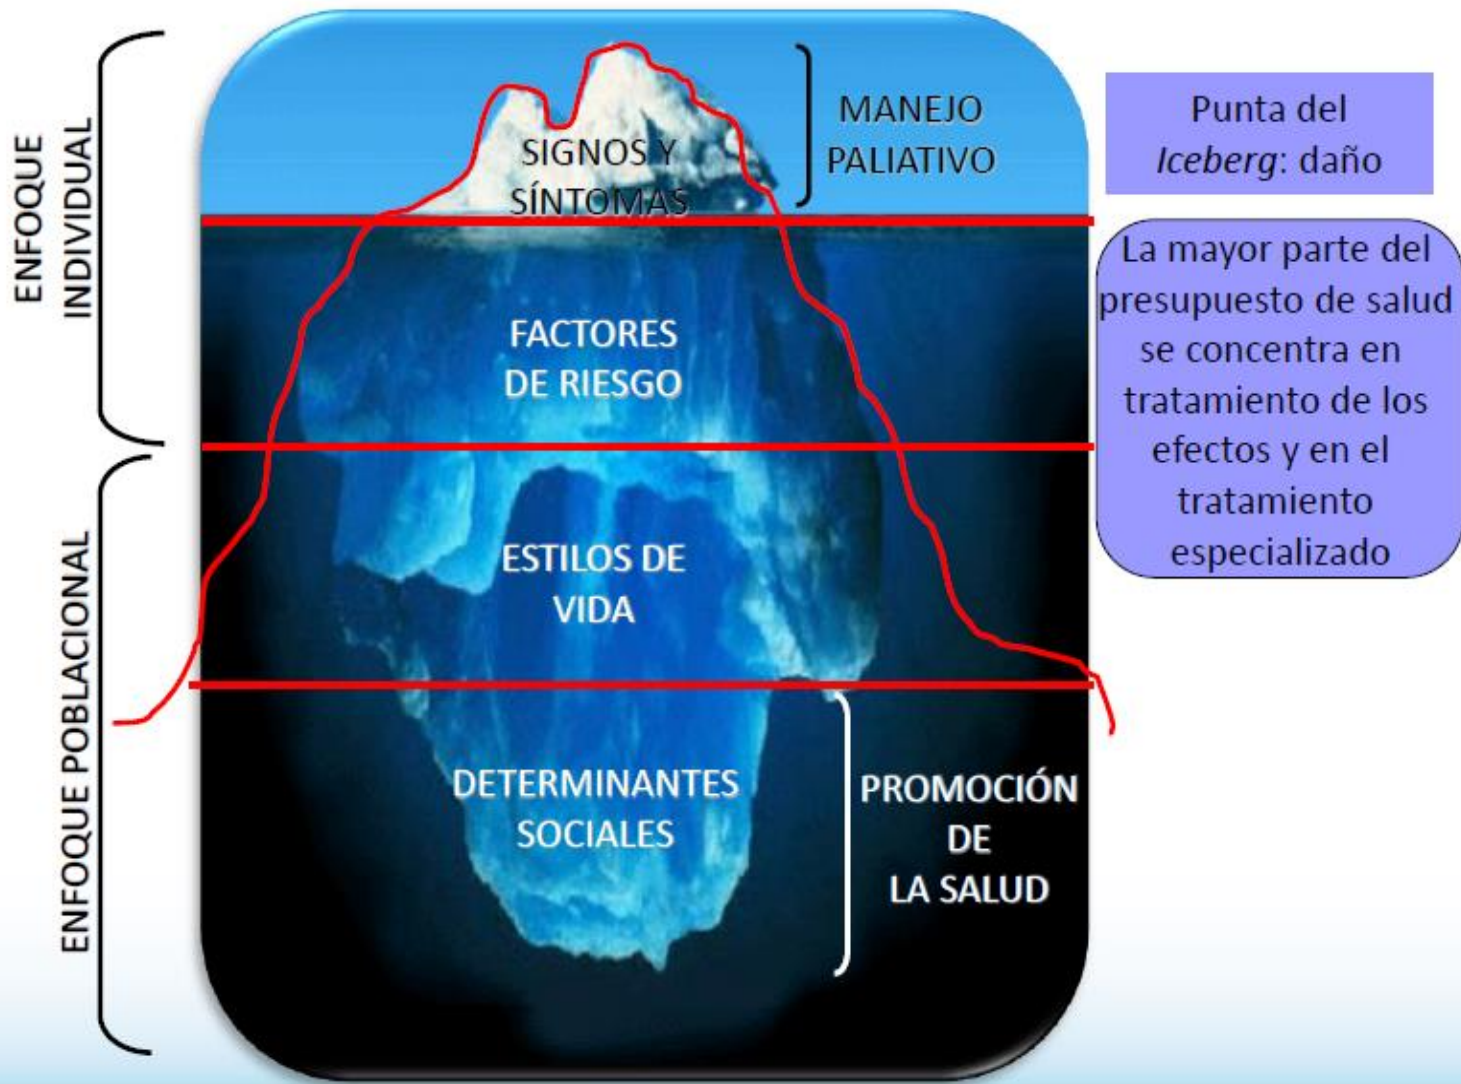 ENFOQUE
INDIVIDUAL
SIGNOS Y
SÍNTOMAS
MANEJO
PALIATIVO
Punta del
Iceberg: daño
La mayor parte del
presupuesto de salud
se concentra en
tratamiento de los
efectos y en el
tratamiento
especializado
FACTORES
DE RIESGO
ENFOQUE POBLACIONAL
ESTILOS DE
VIDA
DETERMINANTES
SOCIALES
PROMOCIÓN
DE
LA SALUD